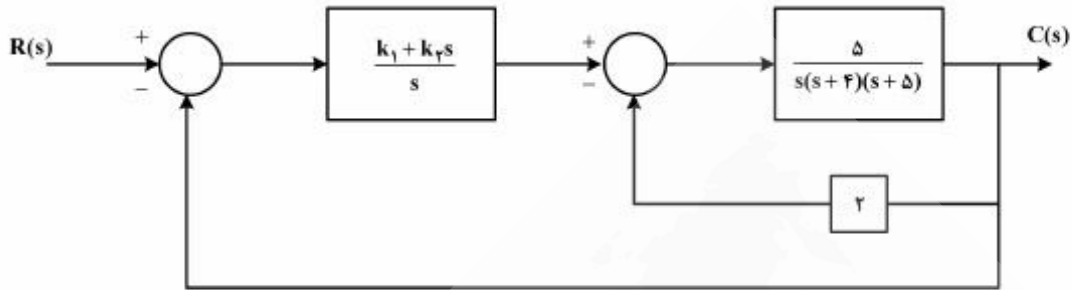 R(s)
+
−
k₁ + k₂s
s
+
−
۵
s(s + ۴)(s + ۵)
C(s)
۲